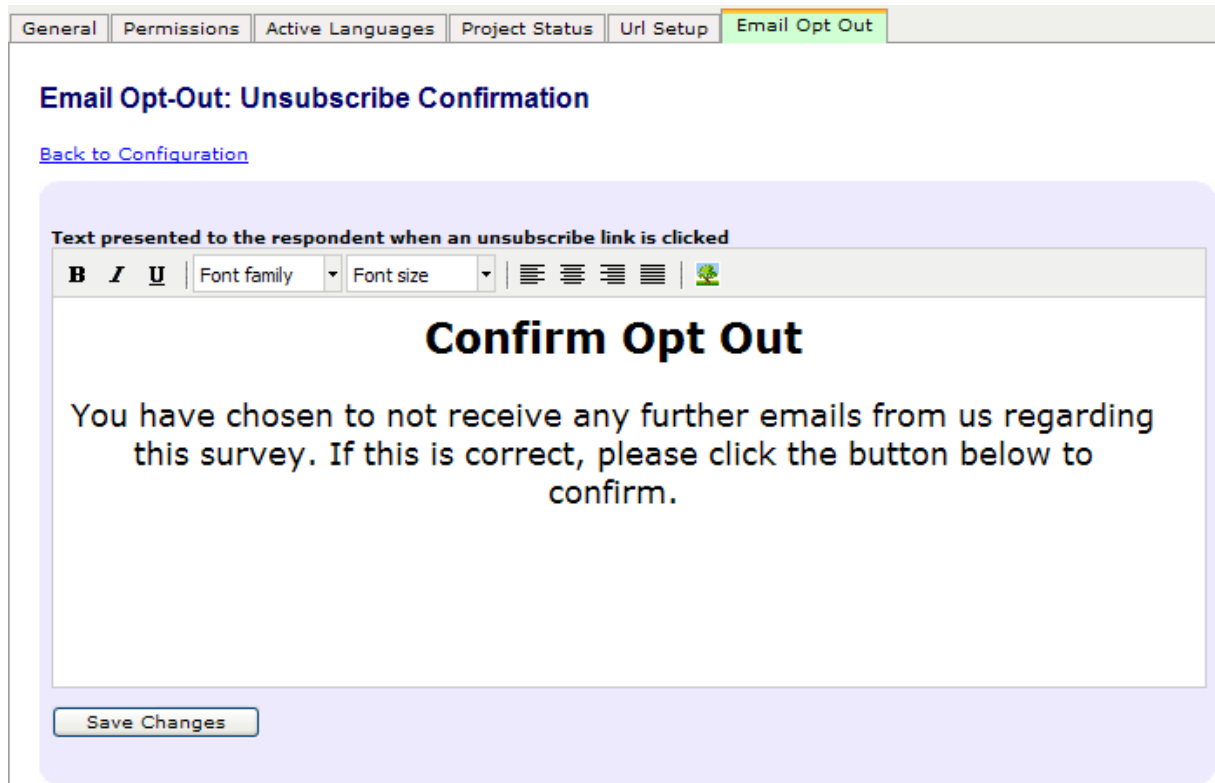 General Permissions Active Languages Project Status Url Setup Email Opt Out
Email Opt-Out: Unsubscribe Confirmation
Back to Configuration
Text presented to the respondent when an unsubscribe link is clicked
B I U Font family Font size
Confirm Opt Out
You have chosen to not receive any further emails from us regarding
this survey. If this is correct, please click the button below to
confirm.
Save Changes